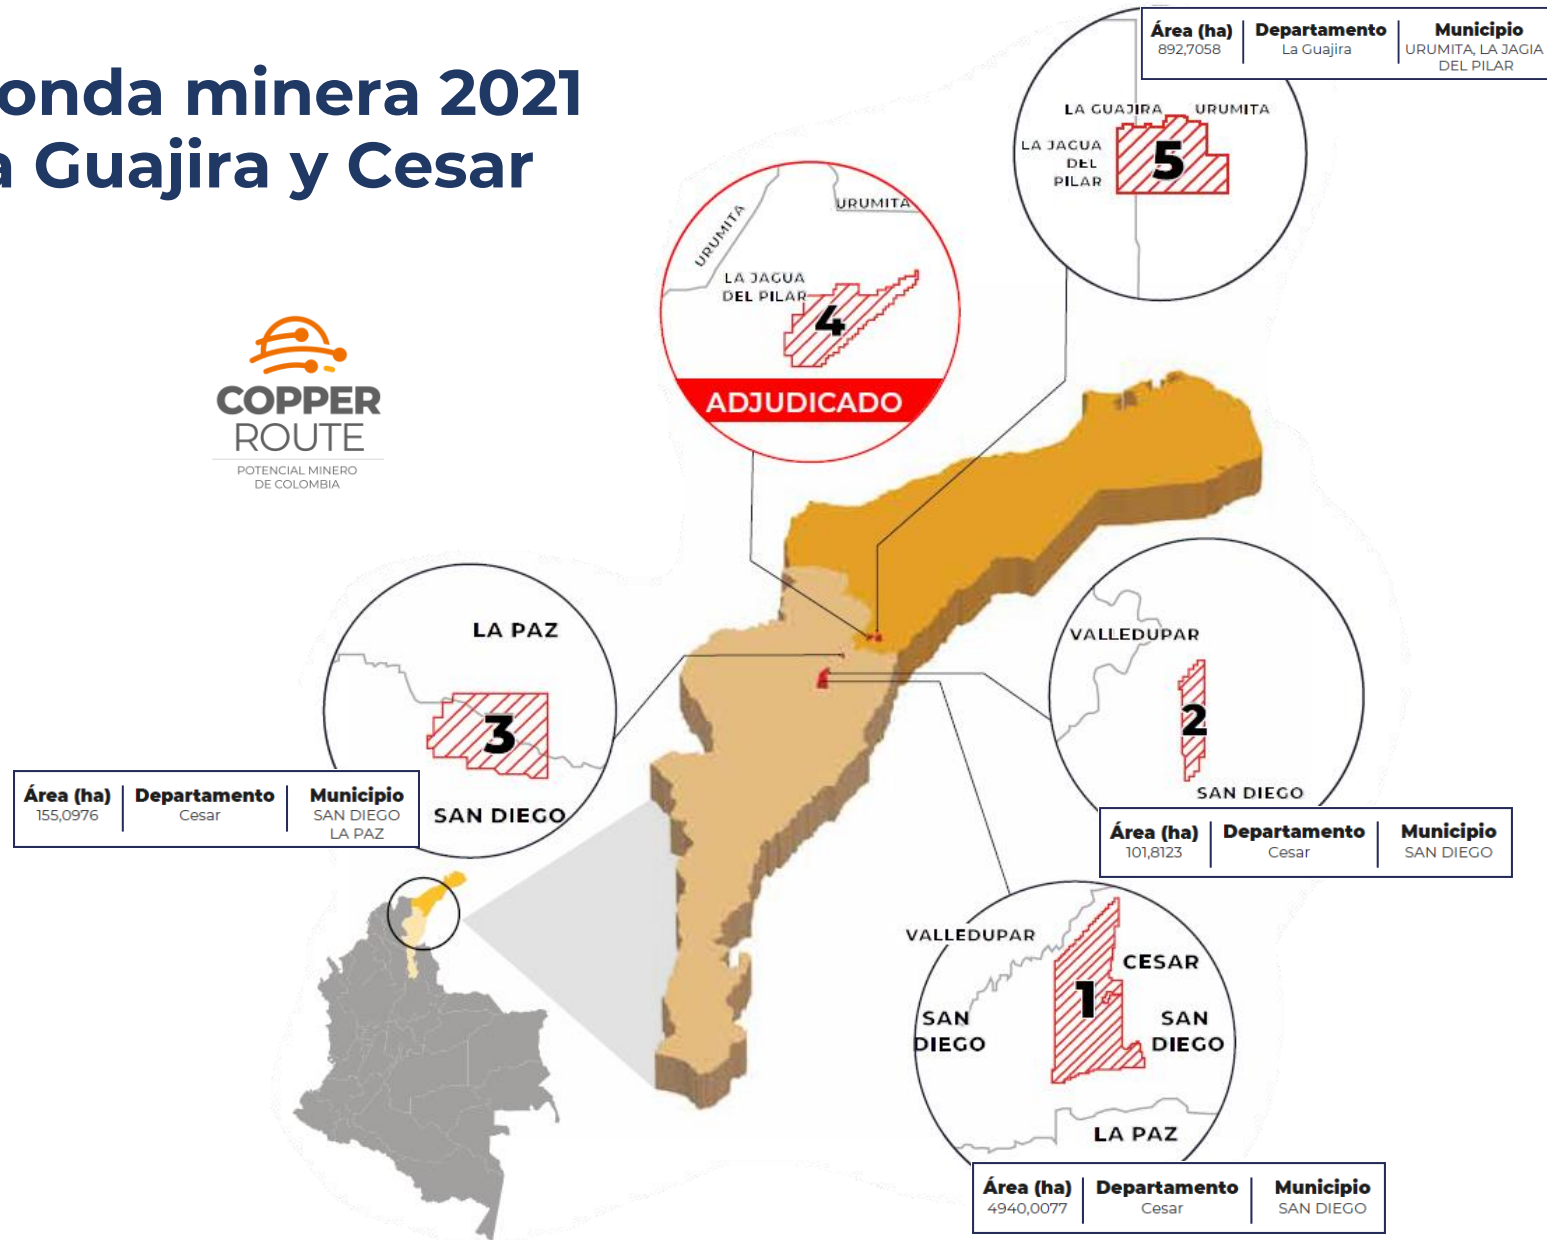 onda minera 2021
a Guajira y Cesar
COPPER
ROUTE
POTENCIAL MINERO
DE COLOMBIA
Área (ha) Departamento Municipio
892,7058 La Guajira URUMITA, LA JAGIA
DEL PILAR
LA GUAJIRA URUMITA
LA JAGUA
DEL
PILAR
5
URUMITA
URUMITA
LA JAGUA
DEL PILAR
4
ADJUDICADO
LA PAZ
3
SAN DIEGO
Área (ha) Departamento Municipio
155,0976 Cesar SAN DIEGO
LA PAZ
VALLEDUPAR
2
SAN DIEGO
Área (ha) Departamento Municipio
101,8123 Cesar SAN DIEGO
VALLEDUPAR
CESAR
1
SAN
DIEGO
SAN
DIEGO
LA PAZ
Área (ha) Departamento Municipio
4940,0077 Cesar SAN DIEGO